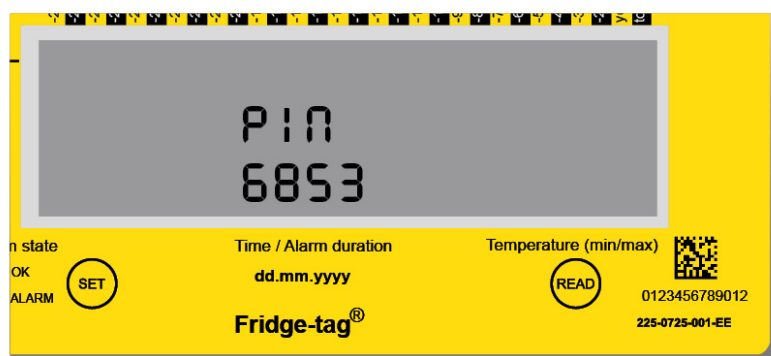 PIN
6853
n state
OK
ALARM
SET
Time / Alarm duration
dd.mm.yyyy
Fridge-tag®
Temperature (min/max)
READ
0123456789012
225-0725-001-EE